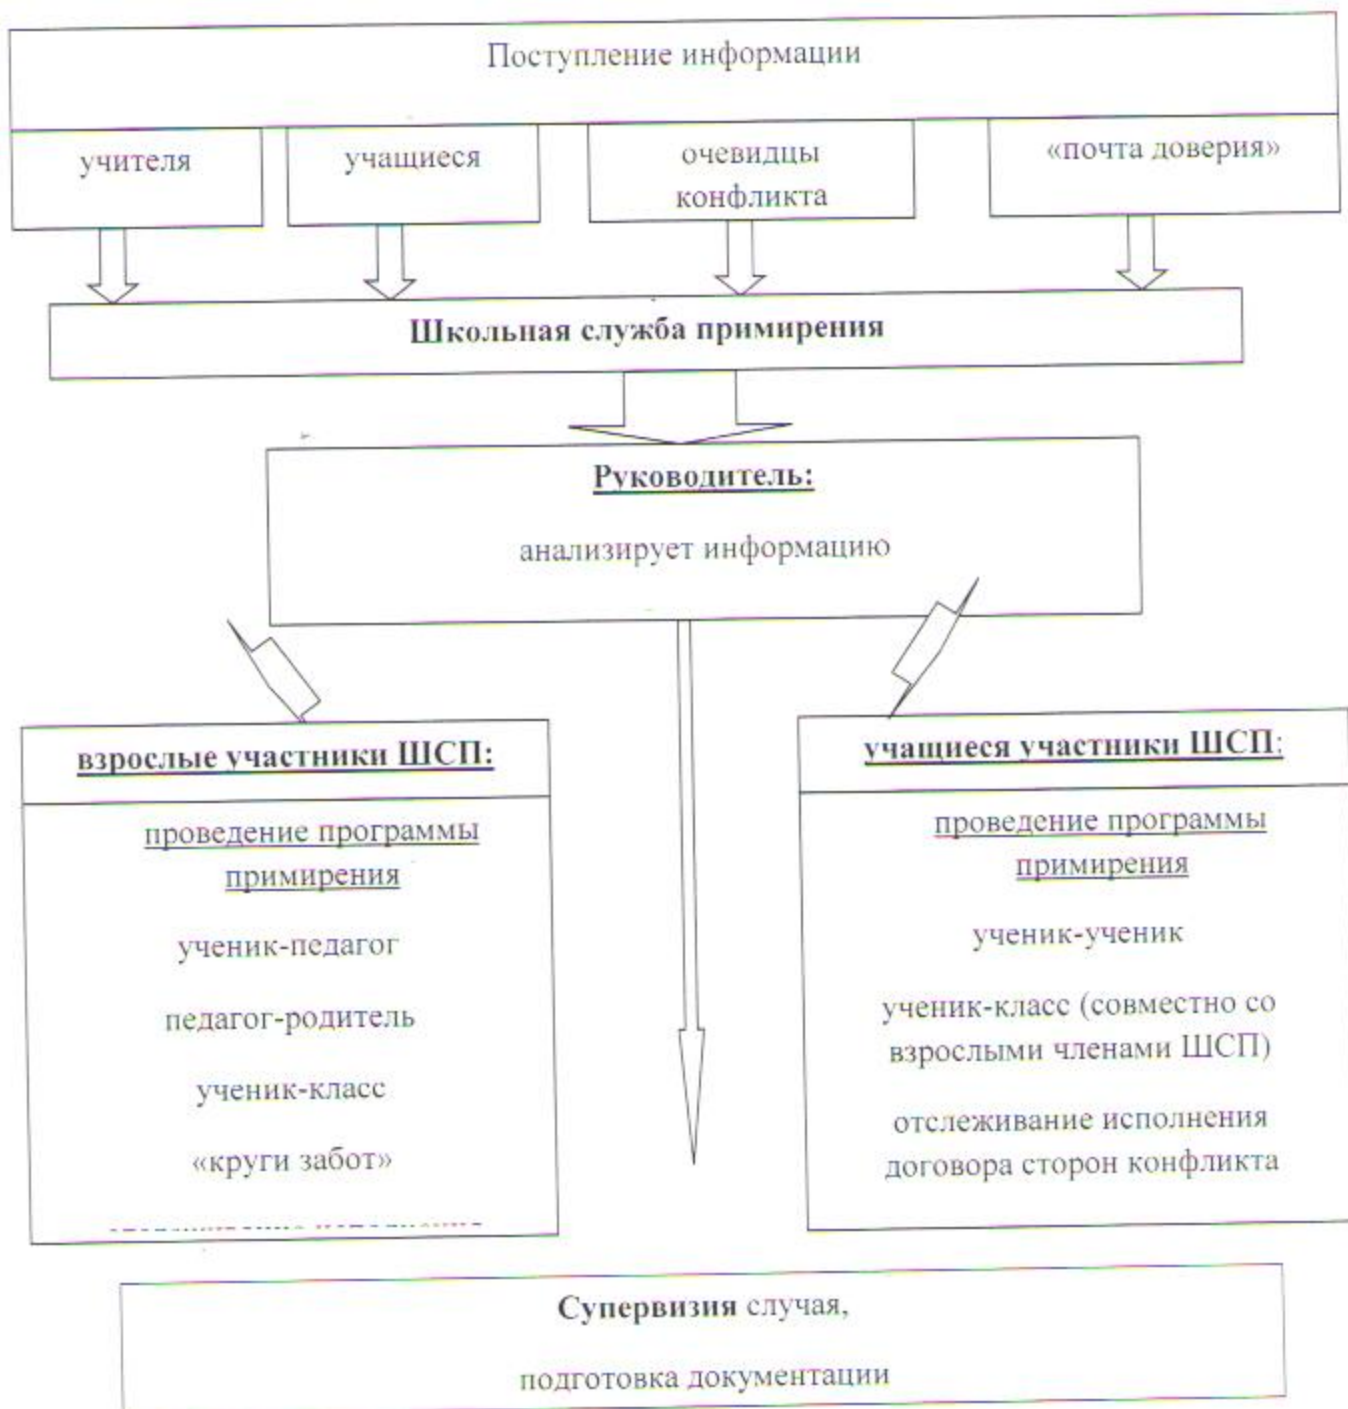 Поступление информации
учителя
учащиеся
очевидцы
конфликта
«почта доверия»
Школьная служба примирения
Руководитель:
анализирует информацию
взрослые участники ШСП:
проведение программы
примирения
ученик-педагог
педагог-родитель
ученик-класс
«круги забот»
учащиеся участники ШСП:
проведение программы
примирения
ученик-ученик
ученик-класс (совместно со
взрослыми членами ШСП)
отслеживание исполнения
договора сторон конфликта
Супервизия случая,
подготовка документации